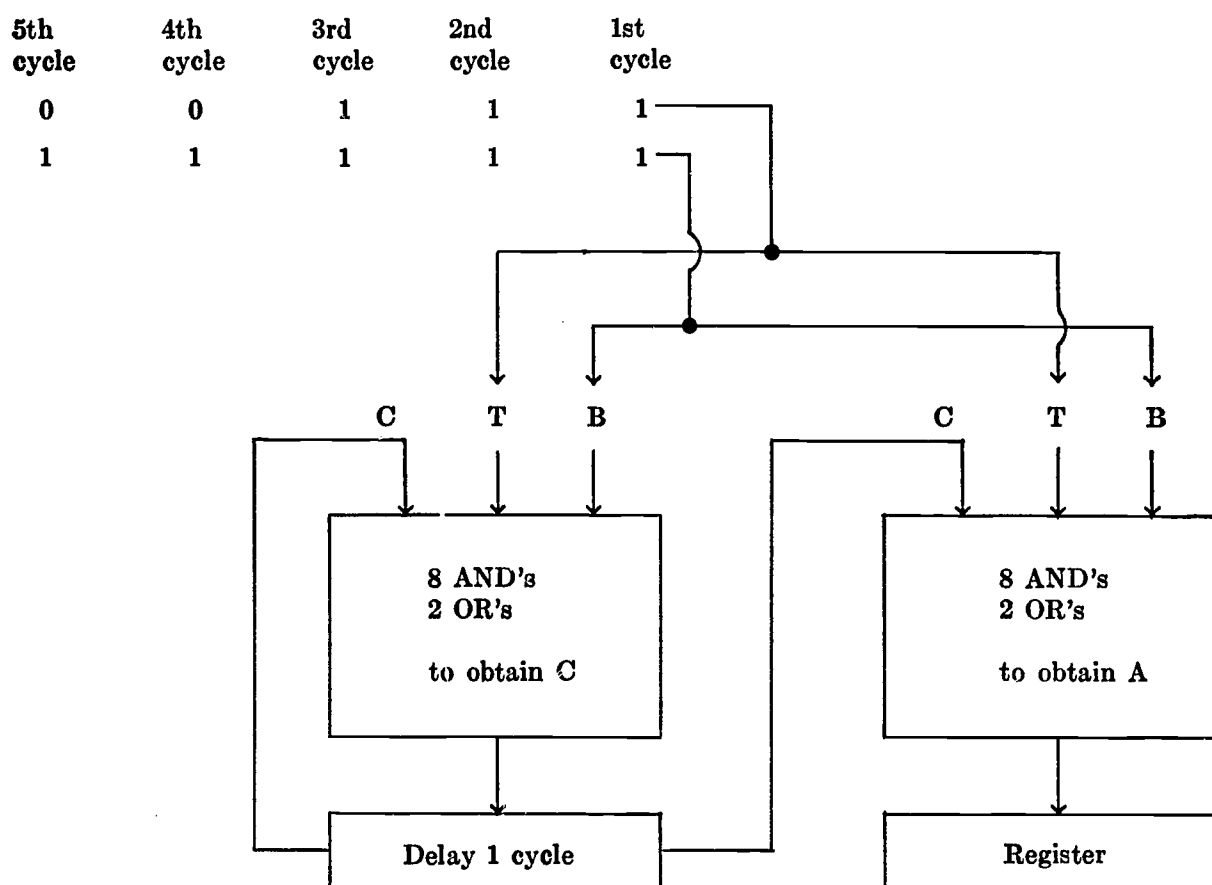 5th 4th 3rd 2nd 1st
cycle cycle cycle cycle cycle
0 0 1 1 1
1 1 1 1 1
C T B C T B
8 AND's 8 AND's
2 OR's 2 OR's
to obtain C to obtain A
Delay 1 cycle Register